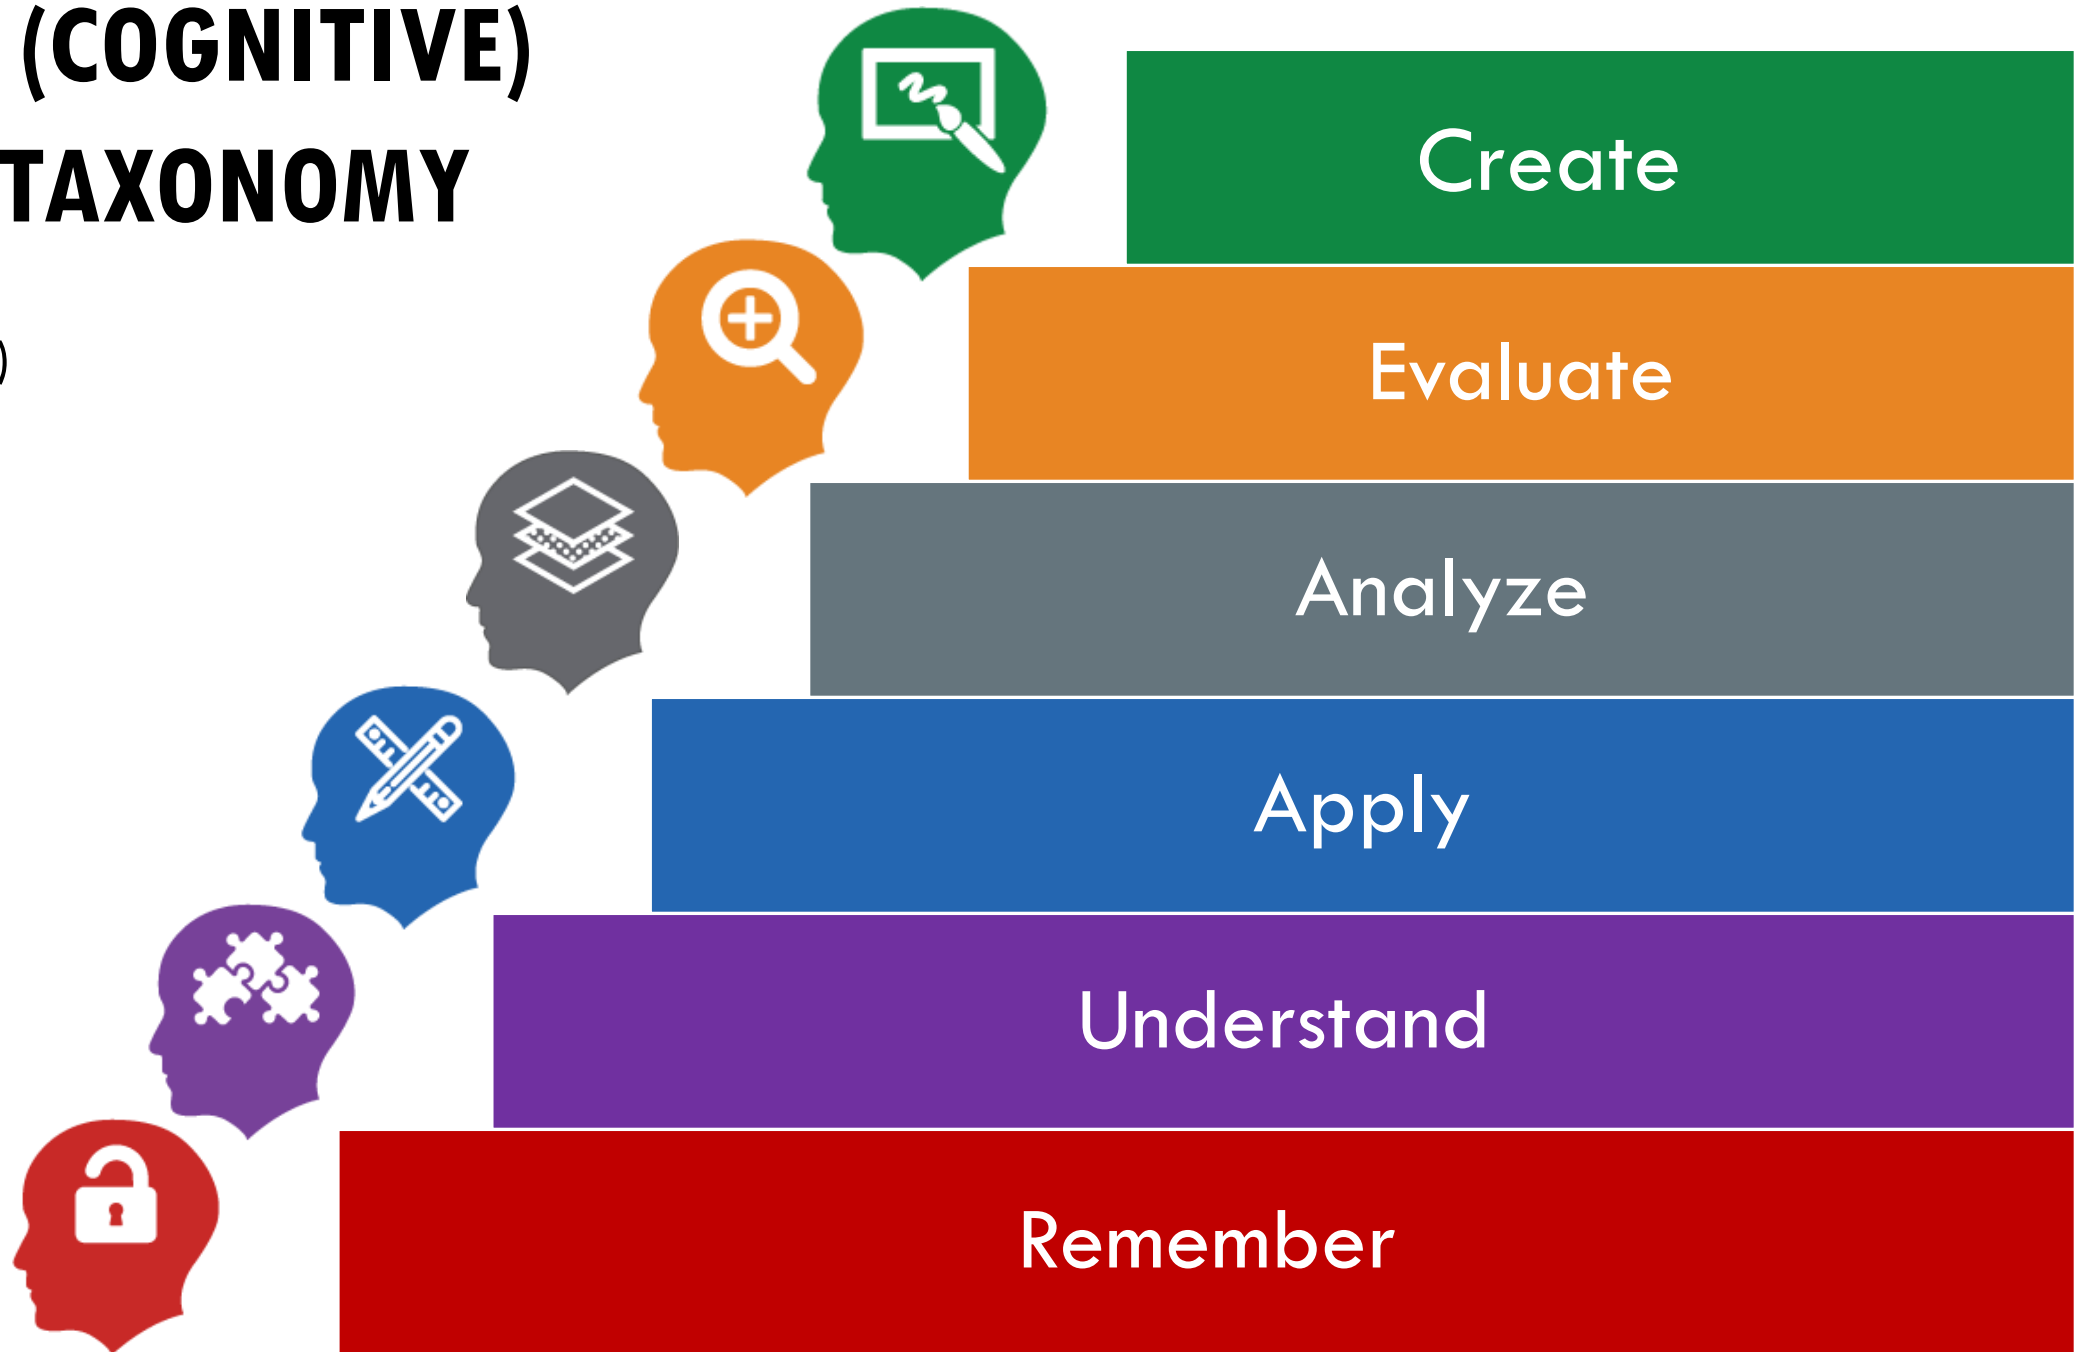 (COGNITIVE)
TAXONOMY
)
Create
Evaluate
Analyze
Apply
Understand
Remember